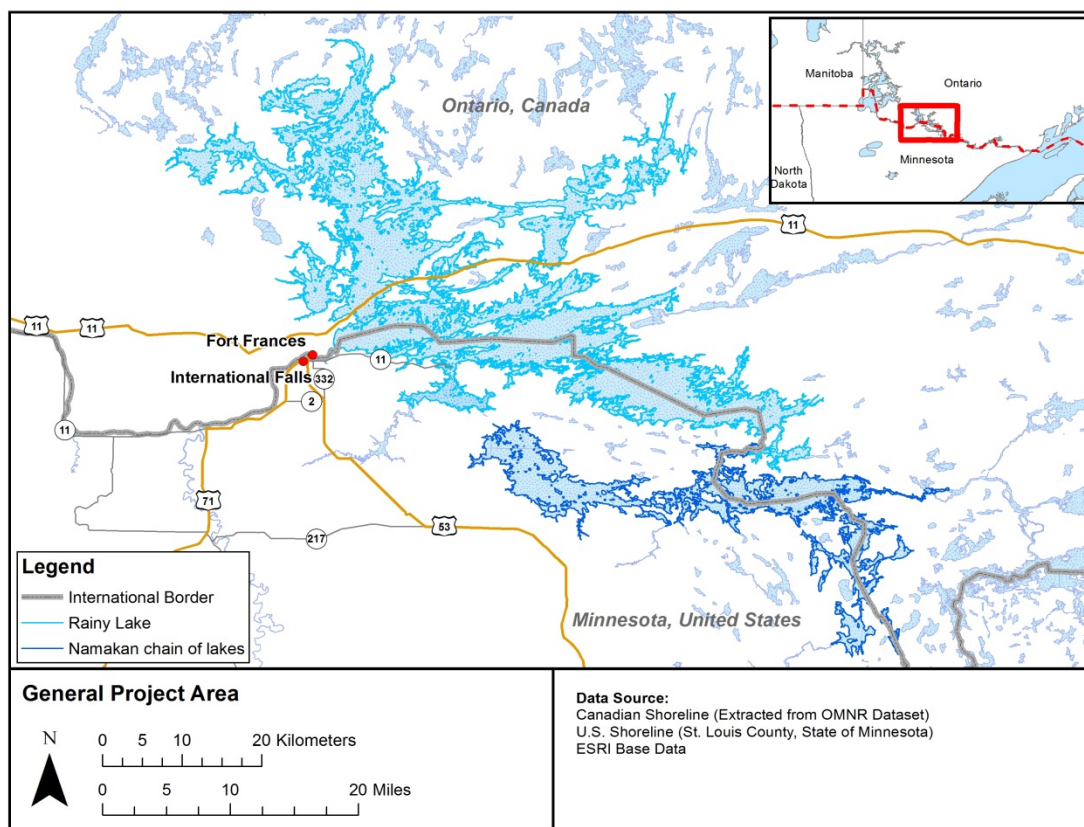 Ontario, Canada
Manitoba
Ontario
Minnesota
North
Dakota
11
11
11
Fort Frances
International Falls
11
332
2
11
71
53
217
Minnesota, United States
Legend
International Border
Rainy Lake
Namakan chain of lakes
General Project Area
N
0 5 10 20 Kilometers
0 5 10 20 Miles
Data Source:
Canadian Shoreline (Extracted from OMNR Dataset)
U.S. Shoreline (St. Louis County, State of Minnesota)
ESRI Base Data